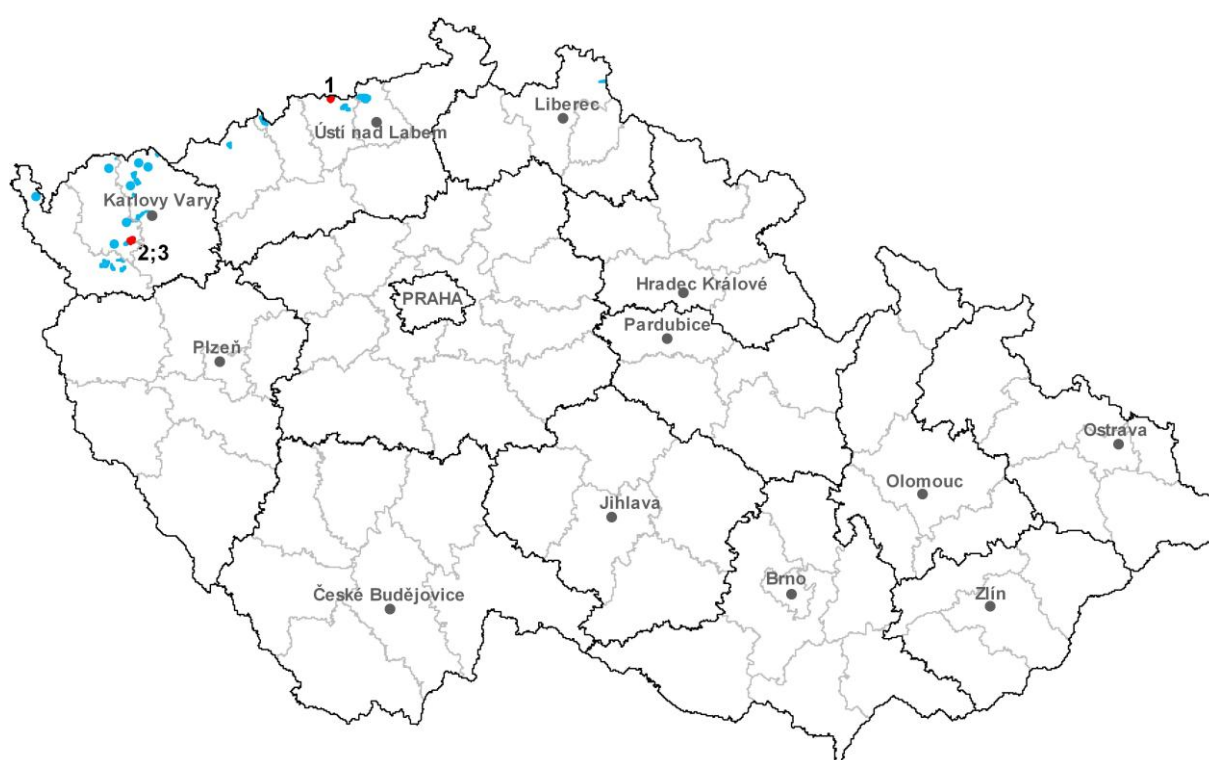 1
Liberec
Ústí nad Labem
Karlovy Vary
2;3
Hradec Králové
PRAHA
Pardubice
Plzeň
Ostrava
Olomouc
Jihlava
Brno
Zlín
České Budějovice